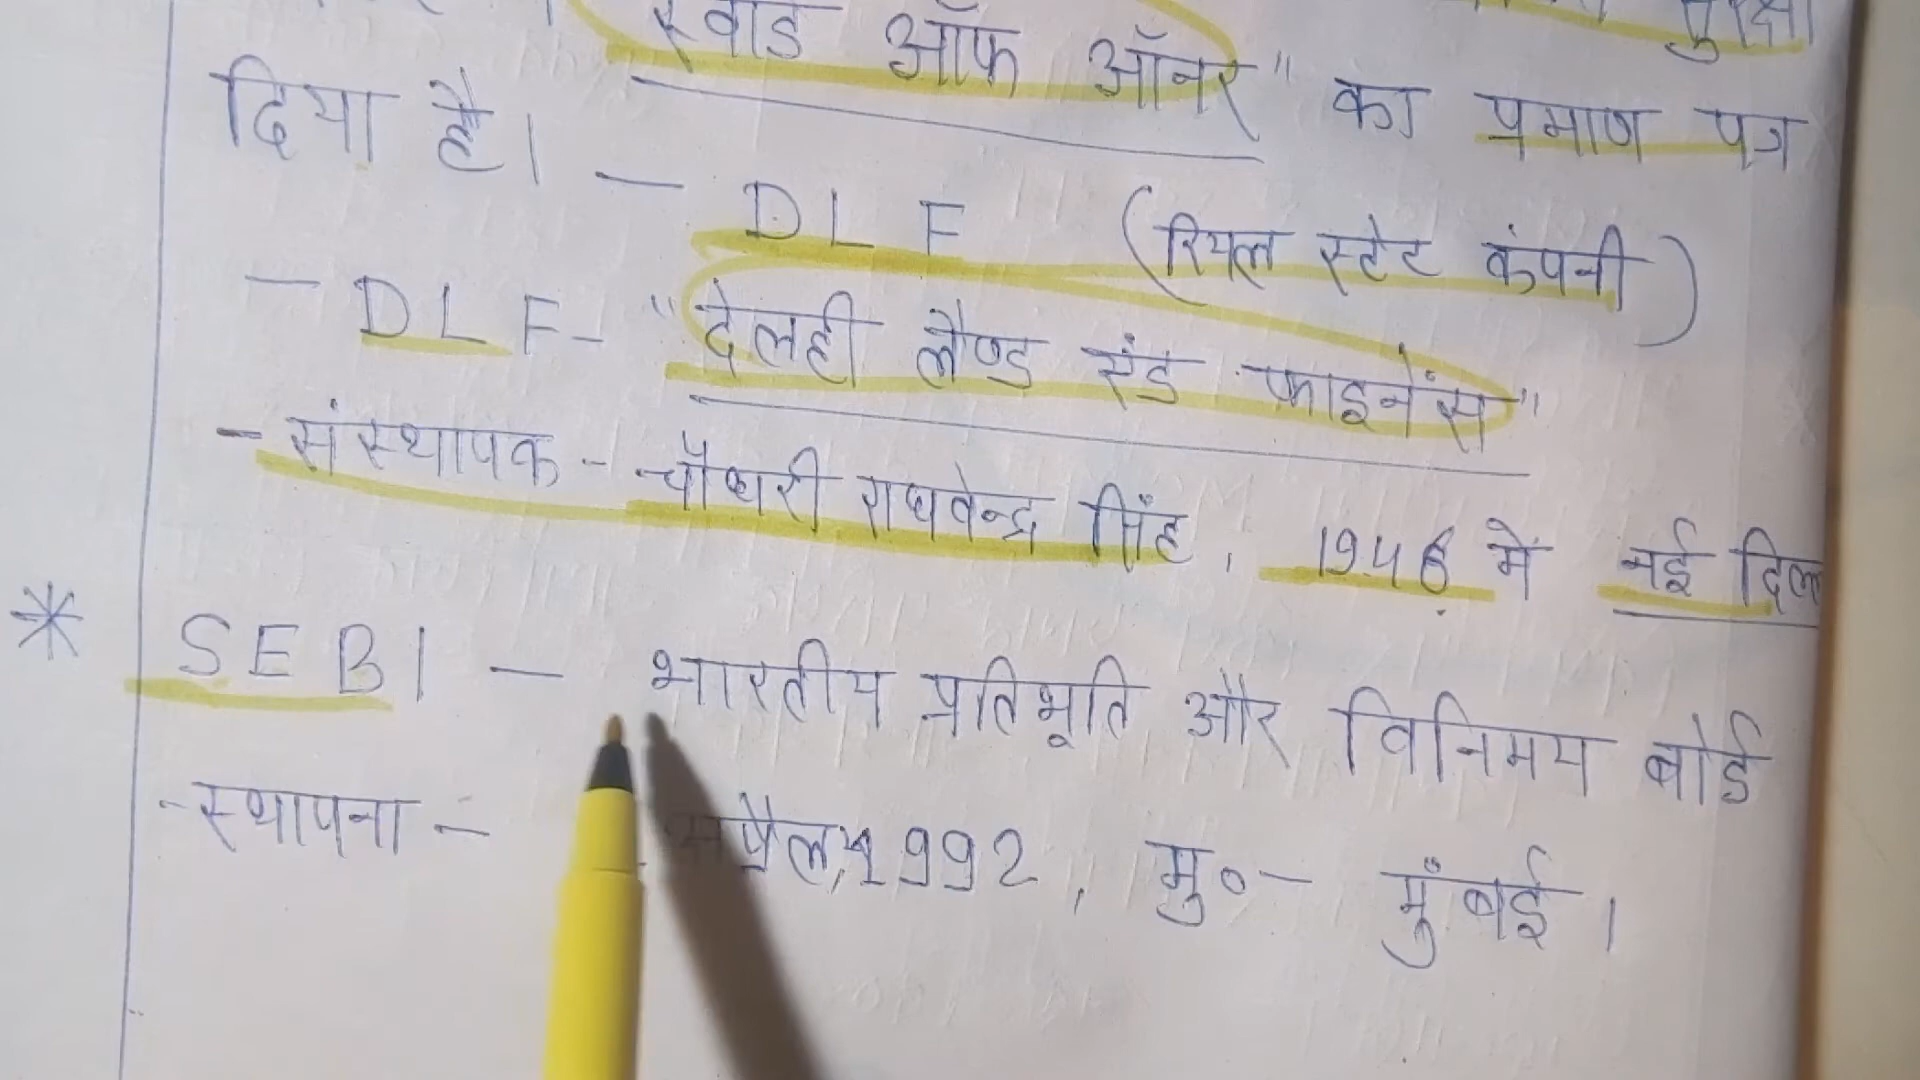 सुरक्षा
स्वार्ड ऑफ ऑनर" का प्रमाण पत्र
दिया है। — DLF (रियल स्टेट कंपनी)
— DLF - "देलही लैण्ड एंड फाइनेंस"
- संस्थापक - चौधरी राघवेन्द्र सिंह, 1946 में नई दिल
* SEBI — भारतीय प्रतिभूति और विनिमय बोर्ड
- स्थापना - अप्रैल, 1992, मु०- मुंबई।